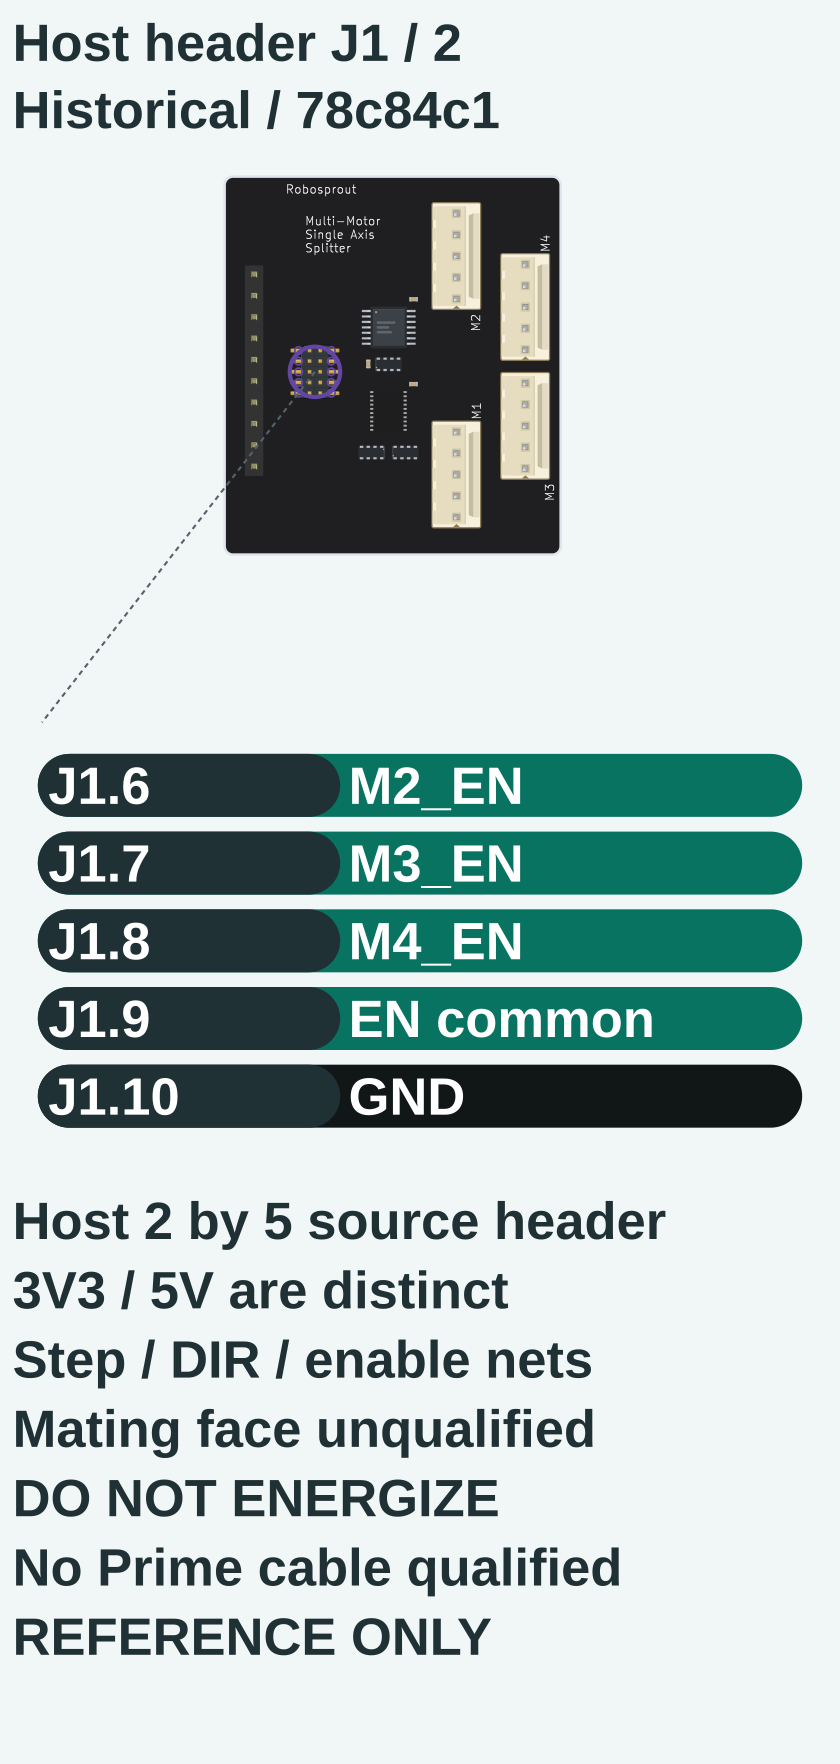 Host header J1 / 2
Historical / 78c84c1
Robosprout
Multi-Motor
Single Axis
Splitter
M4
M2
M1
M3
J1.6 M2_EN
J1.7 M3_EN
J1.8 M4_EN
J1.9 EN common
J1.10 GND
Host 2 by 5 source header
3V3 / 5V are distinct
Step / DIR / enable nets
Mating face unqualified
DO NOT ENERGIZE
No Prime cable qualified
REFERENCE ONLY